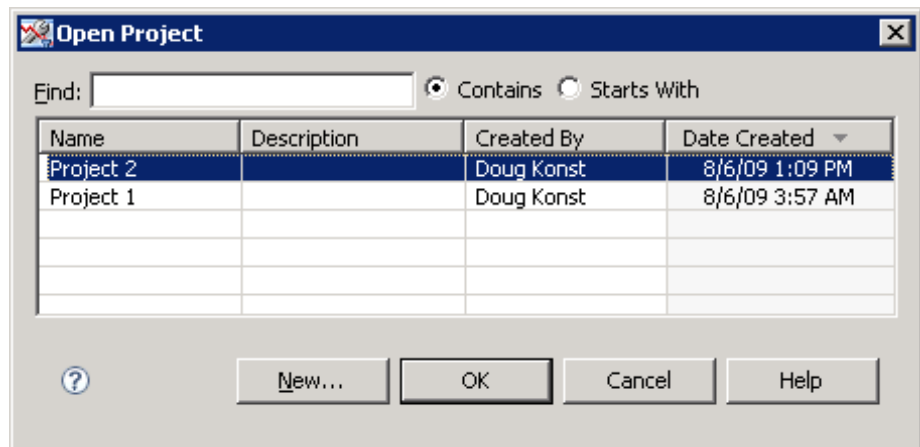 Open Project
Find: Contains Starts With
Name Description Created By Date Created
Project 2 Doug Konst 8/6/09 1:09 PM
Project 1 Doug Konst 8/6/09 3:57 AM
? New... OK Cancel Help